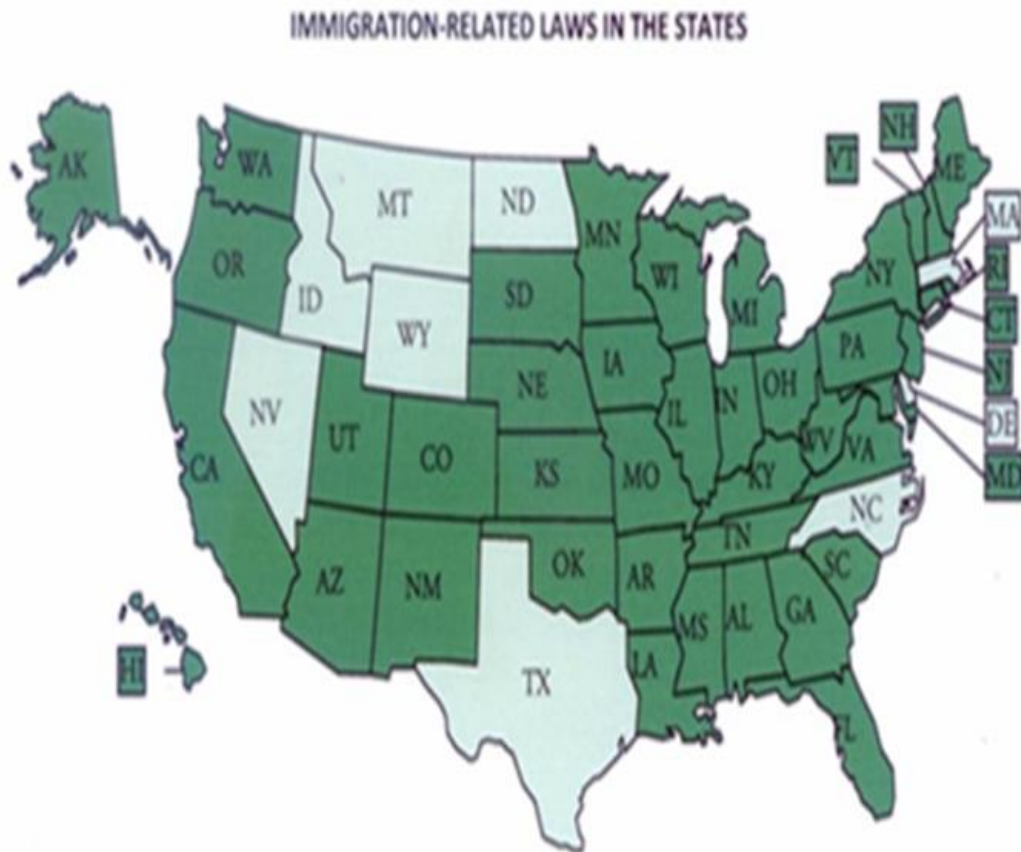 IMMIGRATION-RELATED LAWS IN THE STATES
AK
WA
MT
ND
MN
VT
NH
ME
MA
RI
CT
NJ
DE
MD
OR
ID
WY
SD
WI
MI
NY
PA
IA
NE
NV
UT
CO
CA
KS
MO
IL
IN
OH
WV
VA
KY
NC
TN
SC
AZ
NM
OK
AR
MS
AL
GA
LA
TX
HI
FL